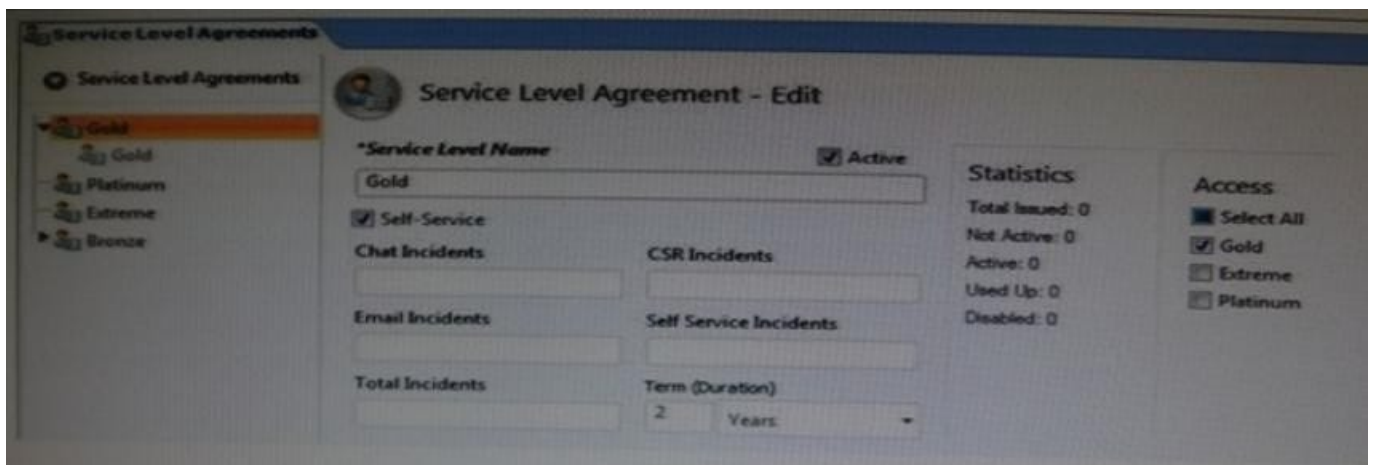 Service Level Agreements
Service Level Agreements
Gold
Gold
Platinum
Extreme
Bronze
Service Level Agreement - Edit
*Service Level Name
Active
Gold
Self-Service
Chat Incidents
CSR Incidents
Email Incidents
Self Service Incidents
Total Incidents
Term (Duration)
2
Years
Statistics
Total Issued: 0
Not Active: 0
Active: 0
Used Up: 0
Disabled: 0
Access
Select All
Gold
Extreme
Platinum